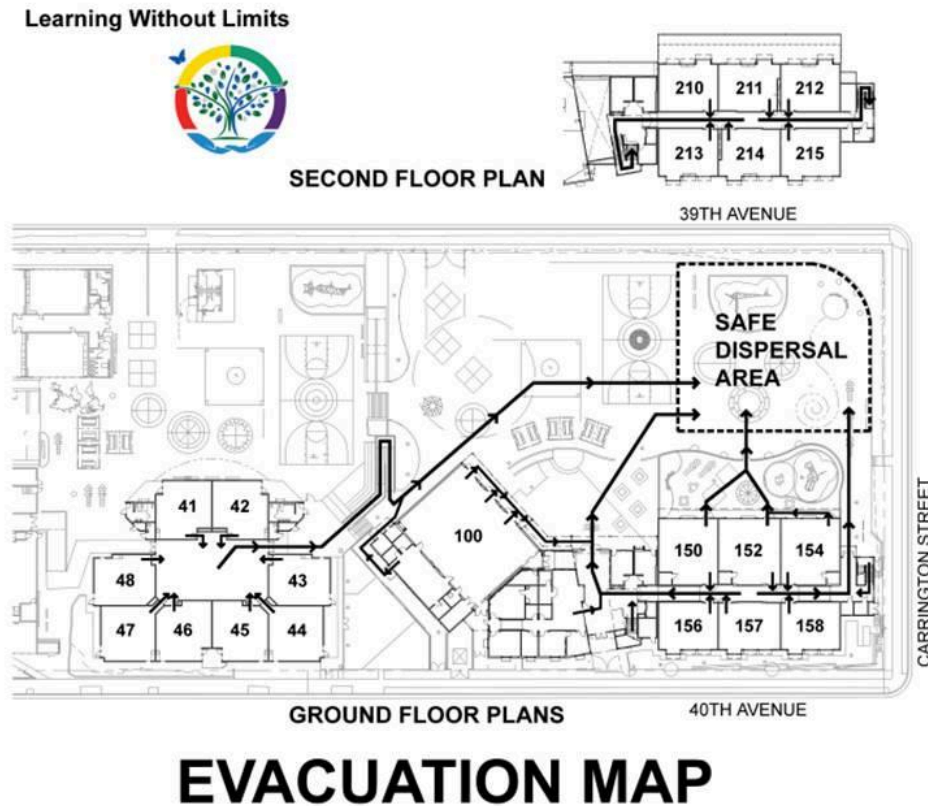 Learning Without Limits
210 211 212
213 214 215
SECOND FLOOR PLAN
39TH AVENUE
SAFE
DISPERSAL
AREA
41 42
100
48 43
150 152 154
47 46 45 44
156 157 158
CARRINGTON STREET
GROUND FLOOR PLANS
40TH AVENUE
EVACUATION MAP